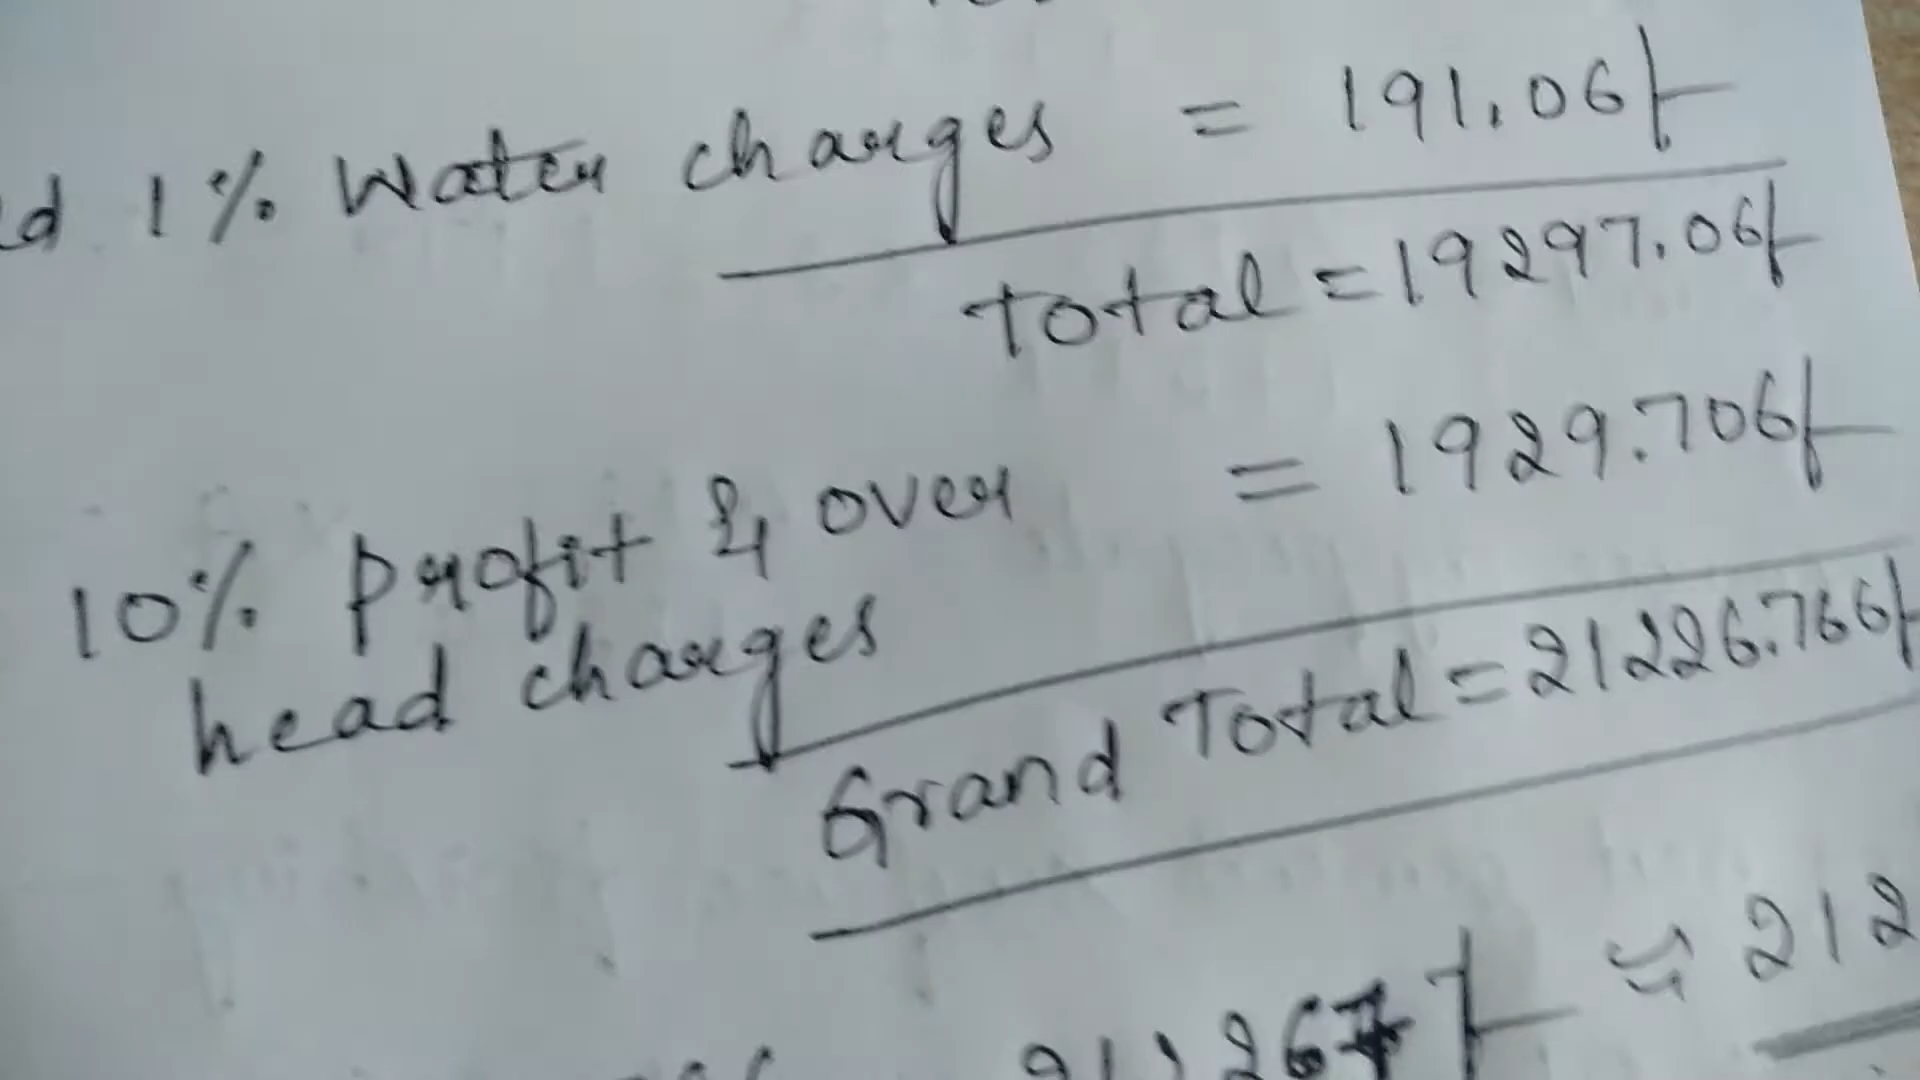 d 1% Water charges = 191.06/-
Total = 19297.06/-
10% Profit & over = 1929.706/-
head charges
Grand Total = 21226.766/-